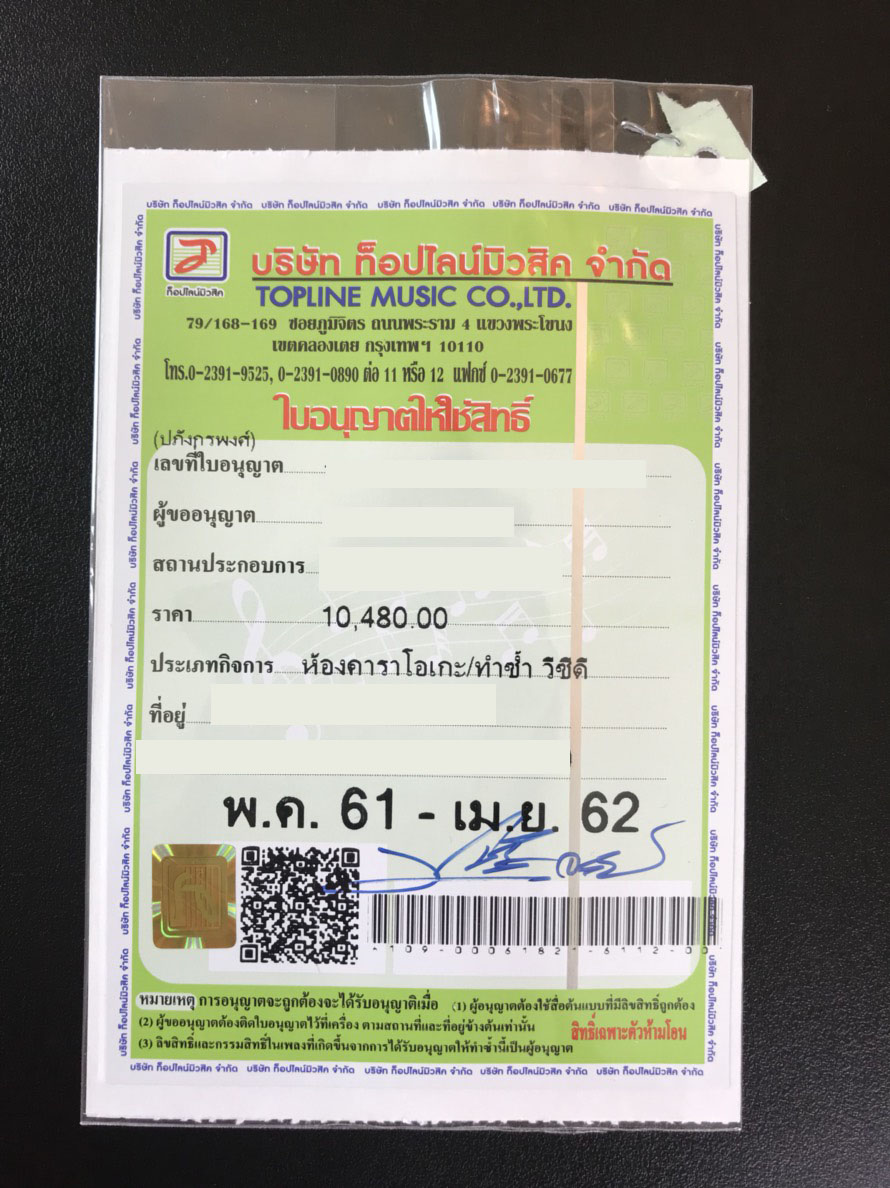 บริษัท ท็อปไลน์มิวสิค จำกัด บริษัท ท็อปไลน์มิวสิค จำกัด บริษัท ท็อปไลน์มิวสิค จำกัด บริษัท ท็อปไลน์มิวสิค จำกัด บริษัท ท็อปไลน์มิวสิค จำกัด
ท็อปไลน์มิวสิค
บริษัท ท็อปไลน์มิวสิค จำกัด
TOPLINE MUSIC CO.,LTD.
79/168-169 ซอยภูมิจิตร ถนนพระราม 4 แขวงพระโขนง
เขตคลองเตย กรุงเทพฯ 10110
โทร.0-2391-9525, 0-2391-0890 ต่อ 11 หรือ 12 แฟกซ์ 0-2391-0677
ใบอนุญาตให้ใช้สิทธิ์
(ปภังกรพงศ์)
เลขที่ใบอนุญาต
ผู้ขออนุญาต
สถานประกอบการ
ราคา 10,480.00
ประเภทกิจการ ห้องคาราโอเกะ/ทำซ้ำ วีซีดี
ที่อยู่
พ.ค. 61 - เม.ย. 62
หมายเหตุ การอนุญาตจะถูกต้องจะได้รับอนุญาติเมื่อ (1) ผู้อนุญาตต้องใช้สื่อต้นแบบที่มีลิขสิทธิ์ถูกต้อง
(2) ผู้ขออนุญาตต้องติดใบอนุญาตไว้ที่เครื่อง ตามสถานที่และที่อยู่ข้างต้นเท่านั้น
สิทธิ์เฉพาะตัวห้ามโอน
(3) ลิขสิทธิ์และกรรมสิทธิ์ในเพลงที่เกิดขึ้นจากการได้รับอนุญาตให้ทำซ้ำนี้เป็นผู้อนุญาต
บริษัท ท็อปไลน์มิวสิค จำกัด บริษัท ท็อปไลน์มิวสิค จำกัด บริษัท ท็อปไลน์มิวสิค จำกัด บริษัท ท็อปไลน์มิวสิค จำกัด บริษัท ท็อปไลน์มิวสิค จำกัด